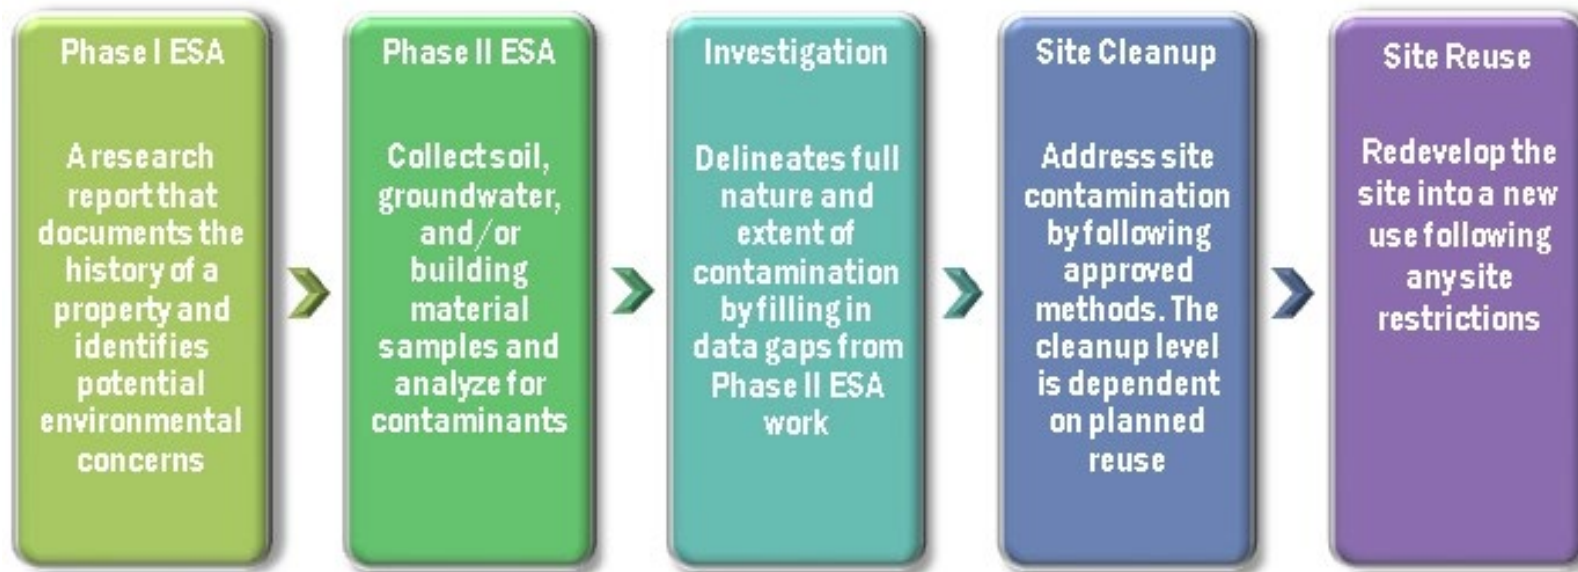 Phase I ESA
A research
report that
documents the
history of a
property and
identifies
potential
environmental
concerns
Phase II ESA
Collect soil,
groundwater,
and/or
building
material
samples and
analyze for
contaminants
Investigation
Delineates full
nature and
extent of
contamination
by filling in
data gaps from
Phase II ESA
work
Site Cleanup
Address site
contamination
by following
approved
methods. The
cleanup level
is dependent
on planned
reuse
Site Reuse
Redevelop the
site into a new
use following
any site
restrictions